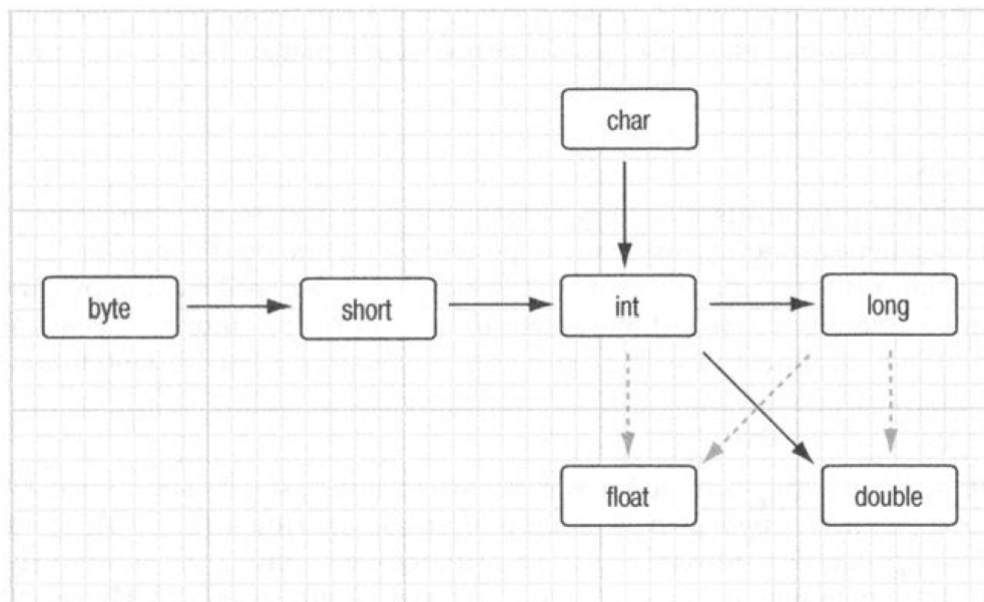 char
byte
short
int
long
float
double